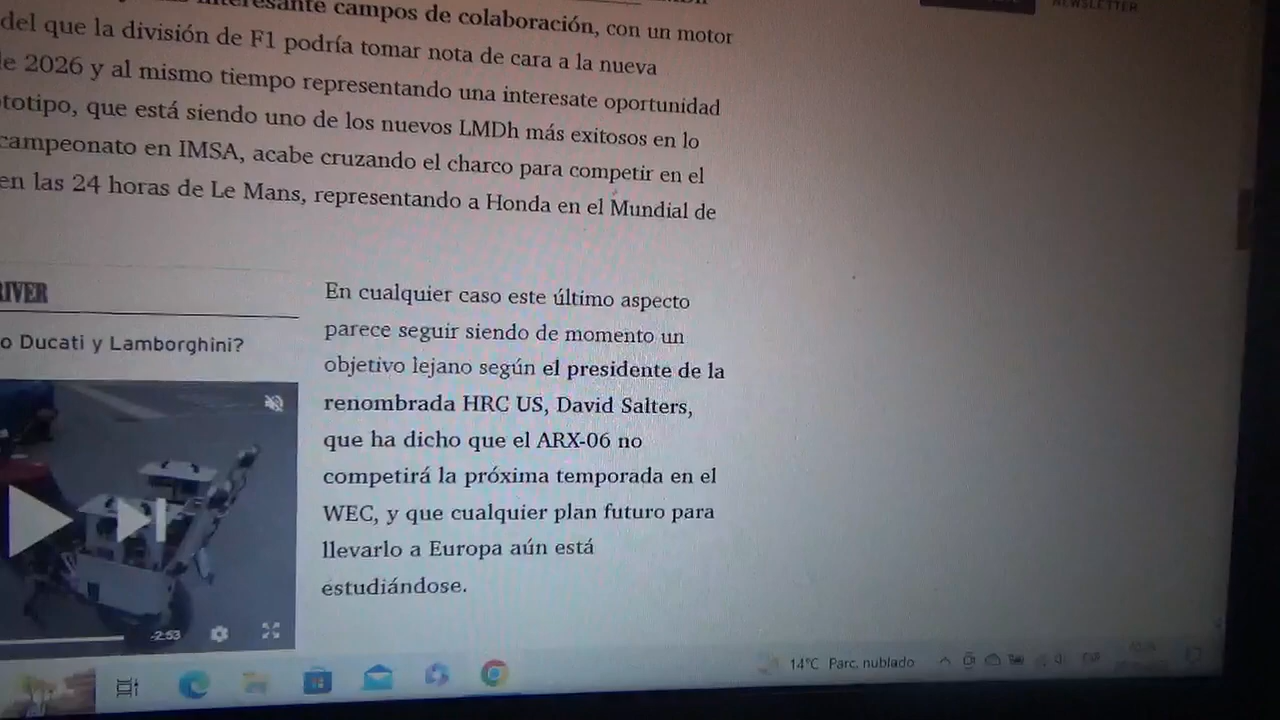 NEWSLETTER
interesante campos de colaboración, con un motor
del que la división de F1 podría tomar nota de cara a la nueva
e 2026 y al mismo tiempo representando una interesate oportunidad
totipo, que está siendo uno de los nuevos LMDh más exitosos en lo
campeonato en IMSA, acabe cruzando el charco para competir en el
en las 24 horas de Le Mans, representando a Honda en el Mundial de
RIVER
o Ducati y Lamborghini?
-2:53
En cualquier caso este último aspecto
parece seguir siendo de momento un
objetivo lejano según el presidente de la
renombrada HRC US, David Salters,
que ha dicho que el ARX-06 no
competirá la próxima temporada en el
WEC, y que cualquier plan futuro para
llevarlo a Europa aún está
estudiándose.
14°C Parc. nublado